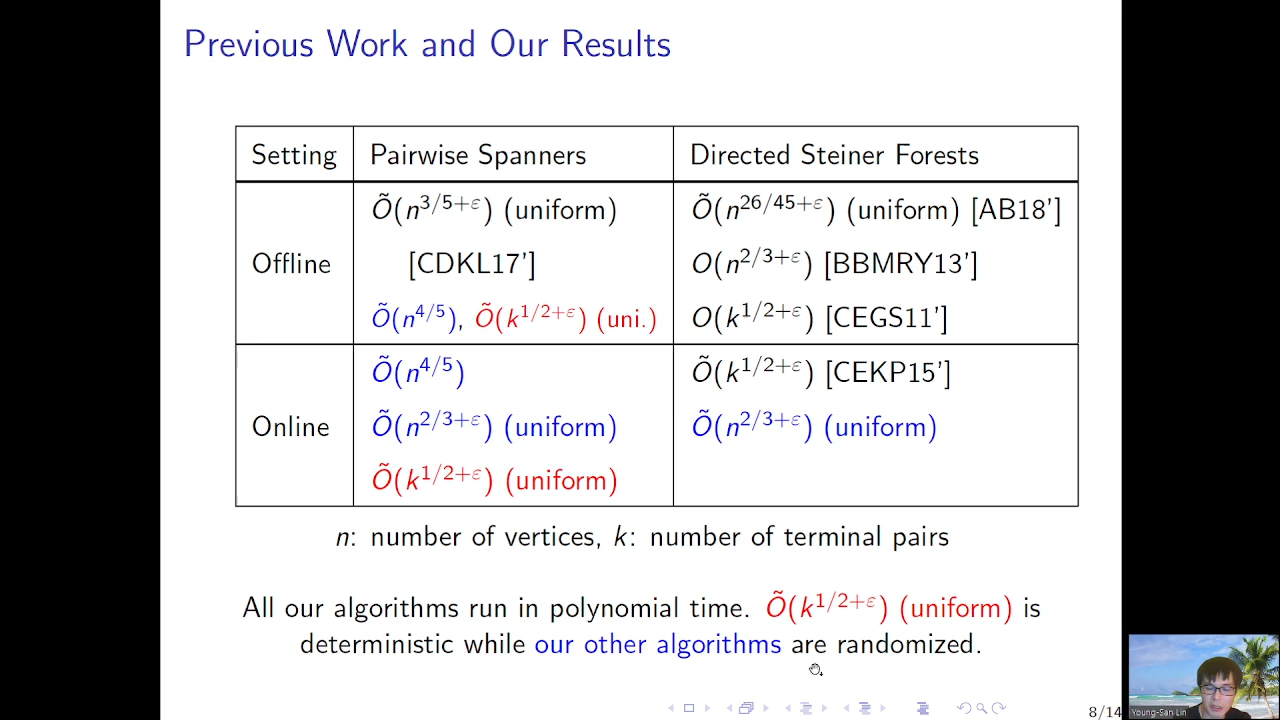 Previous Work and Our Results
Setting Pairwise Spanners Directed Steiner Forests
Õ(n^{3/5+ε}) (uniform) Õ(n^{26/45+ε}) (uniform) [AB18']
Offline [CDKL17'] O(n^{2/3+ε}) [BBMRY13']
Õ(n^{4/5}), Õ(k^{1/2+ε}) (uni.) O(k^{1/2+ε}) [CEGS11']
Õ(n^{4/5}) Õ(k^{1/2+ε}) [CEKP15']
Online Õ(n^{2/3+ε}) (uniform) Õ(n^{2/3+ε}) (uniform)
Õ(k^{1/2+ε}) (uniform)
n: number of vertices, k: number of terminal pairs
All our algorithms run in polynomial time. Õ(k^{1/2+ε}) (uniform) is
deterministic while our other algorithms are randomized.
8/14
Young-San Lin